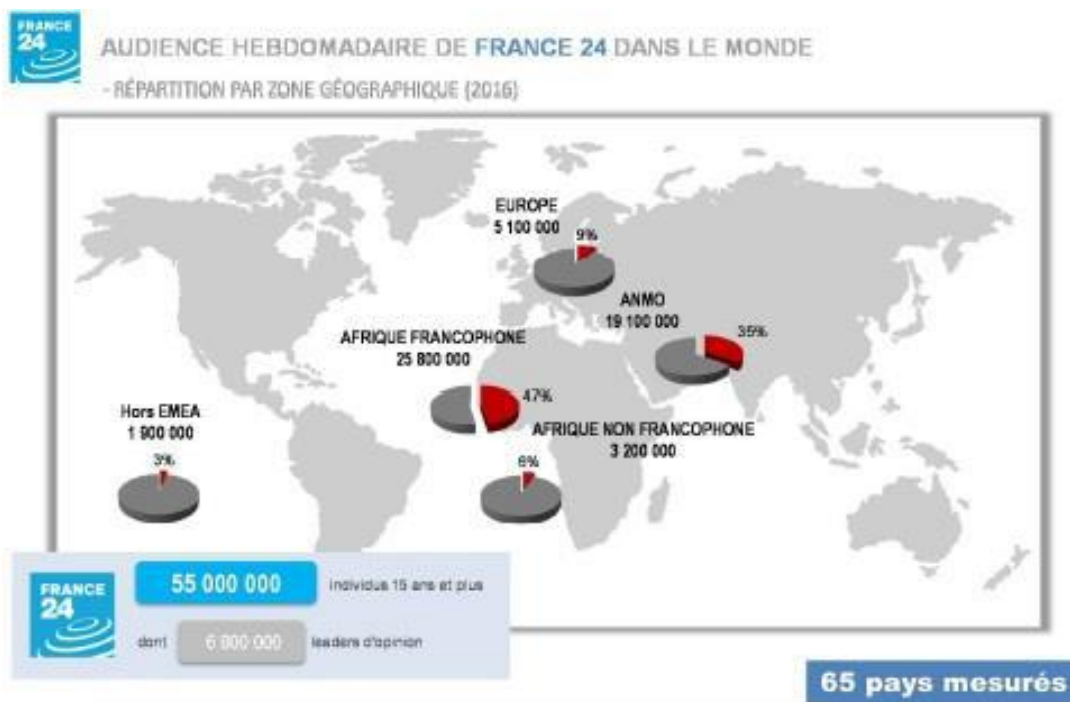 FRANCE
24
AUDIENCE HEBDOMADAIRE DE FRANCE 24 DANS LE MONDE
- RÉPARTITION PAR ZONE GÉOGRAPHIQUE (2016)
EUROPE
5 100 000
9%
ANMO
19 100 000
35%
AFRIQUE FRANCOPHONE
25 800 000
47%
Hors EMEA
1 900 000
3%
AFRIQUE NON FRANCOPHONE
3 200 000
6%
FRANCE
24
55 000 000 individus 15 ans et plus
dont 6 800 000 leaders d'opinion
65 pays mesurés